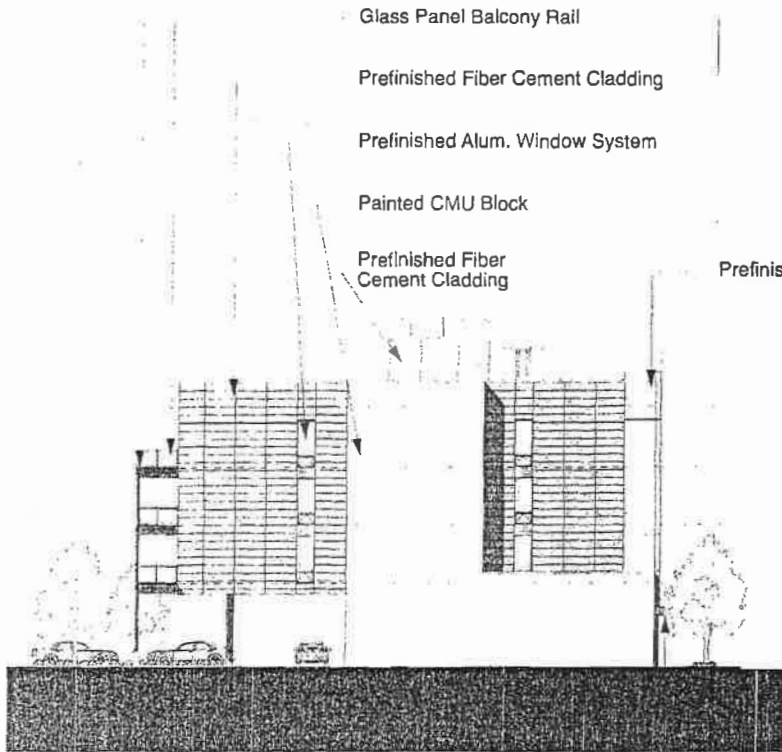 Glass Panel Balcony Rail
Prefinished Fiber Cement Cladding
Prefinished Alum. Window System
Painted CMU Block
Prefinished Fiber
Cement Cladding
Prefinis